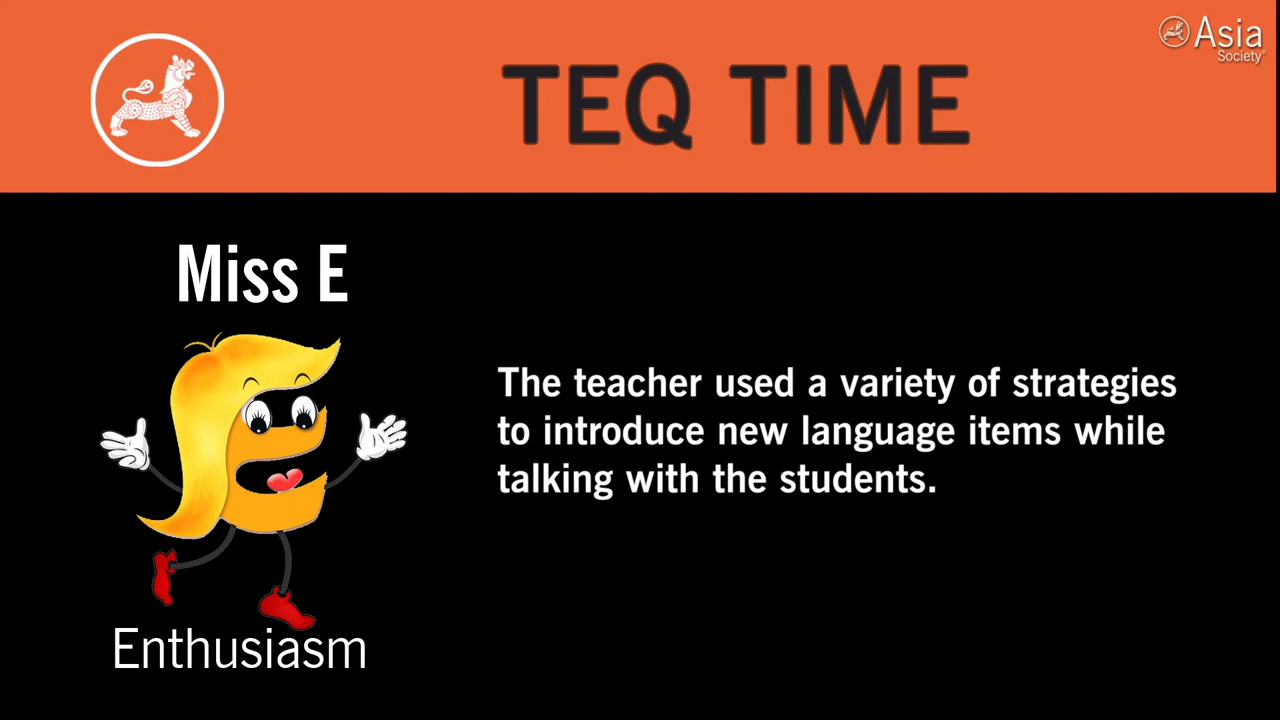 Asia
Society
TEQ TIME
Miss E
The teacher used a variety of strategies
to introduce new language items while
talking with the students.
Enthusiasm